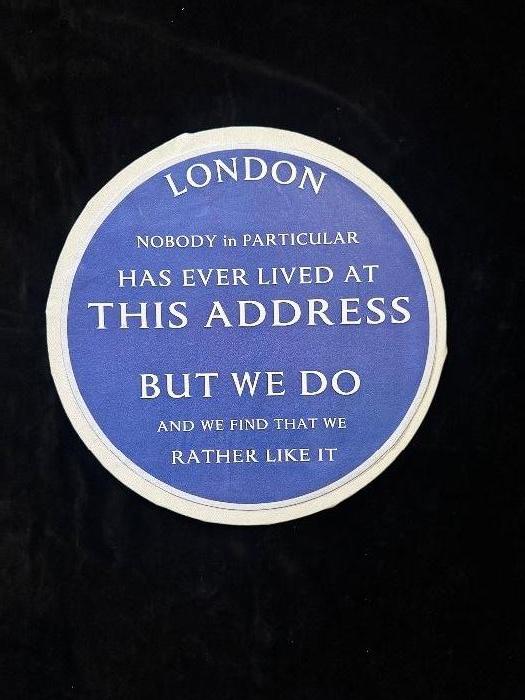 LONDON
NOBODY in PARTICULAR
HAS EVER LIVED AT
THIS ADDRESS
BUT WE DO
AND WE FIND THAT WE
RATHER LIKE IT